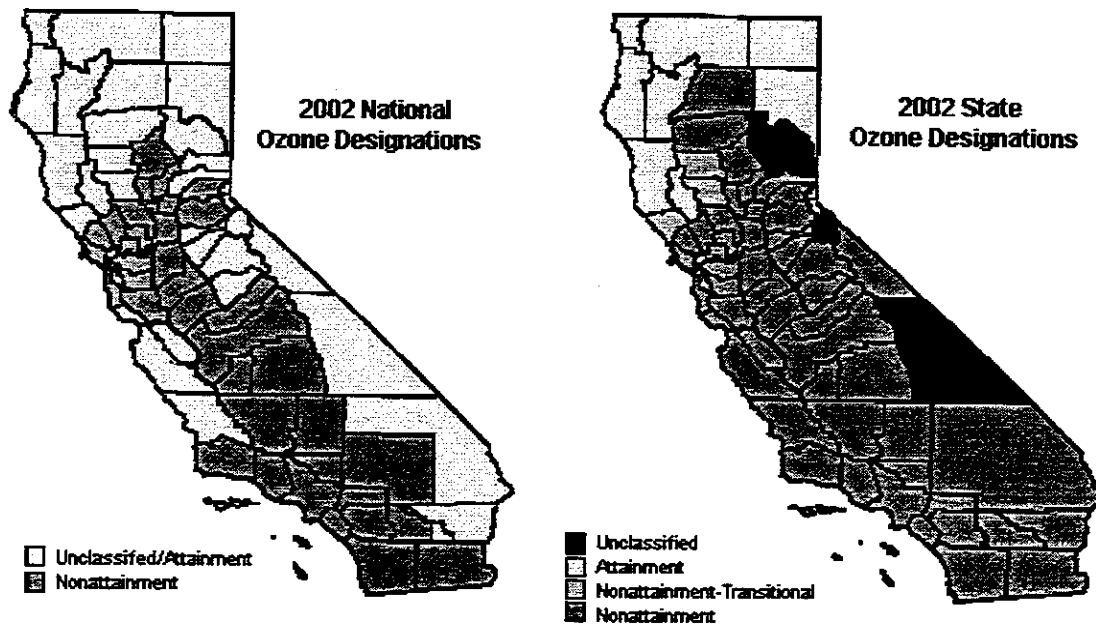 2002 National
Ozone Designations
Unclassifed/Attainment
Nonattainment
2002 State
Ozone Designations
Unclassified
Attainment
Nonattainment-Transitional
Nonattainment